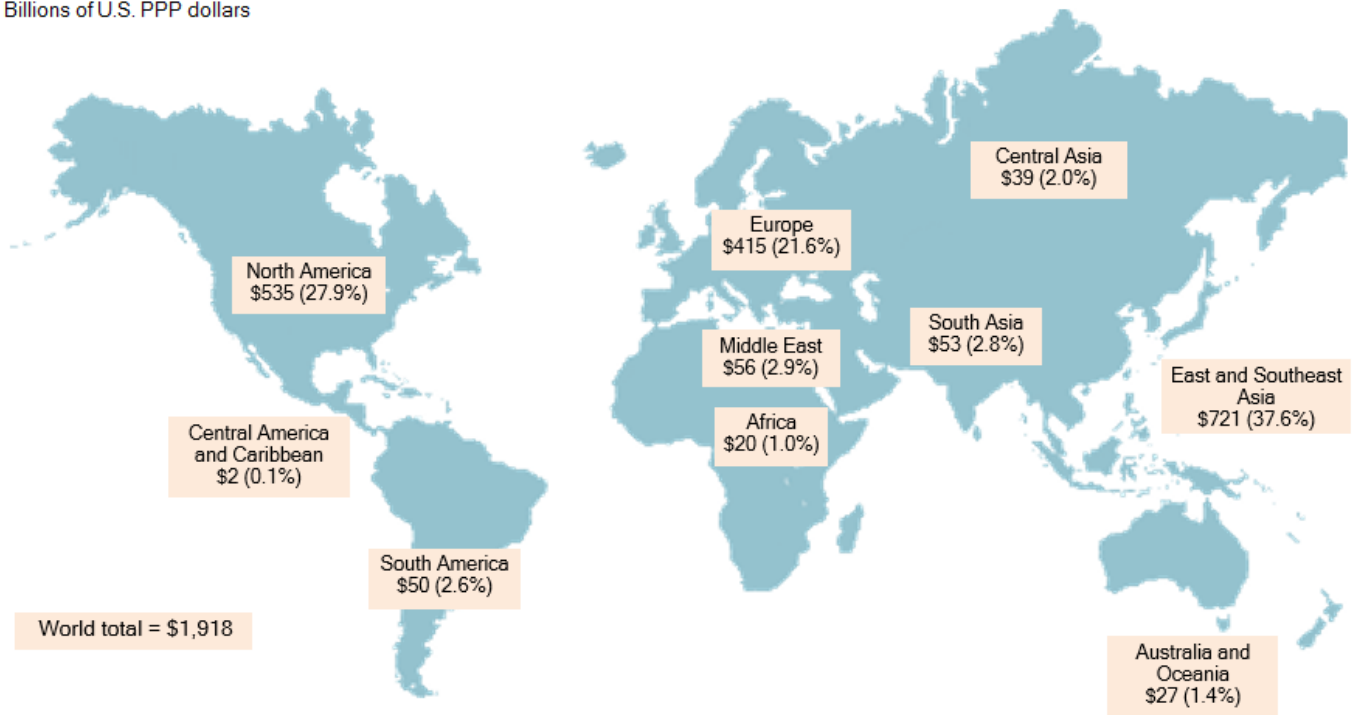 Billions of U.S. PPP dollars
Central Asia
$39 (2.0%)
Europe
$415 (21.6%)
North America
$535 (27.9%)
South Asia
$53 (2.8%)
Middle East
$56 (2.9%)
East and Southeast
Asia
$721 (37.6%)
Africa
$20 (1.0%)
Central America
and Caribbean
$2 (0.1%)
South America
$50 (2.6%)
World total = $1,918
Australia and
Oceania
$27 (1.4%)